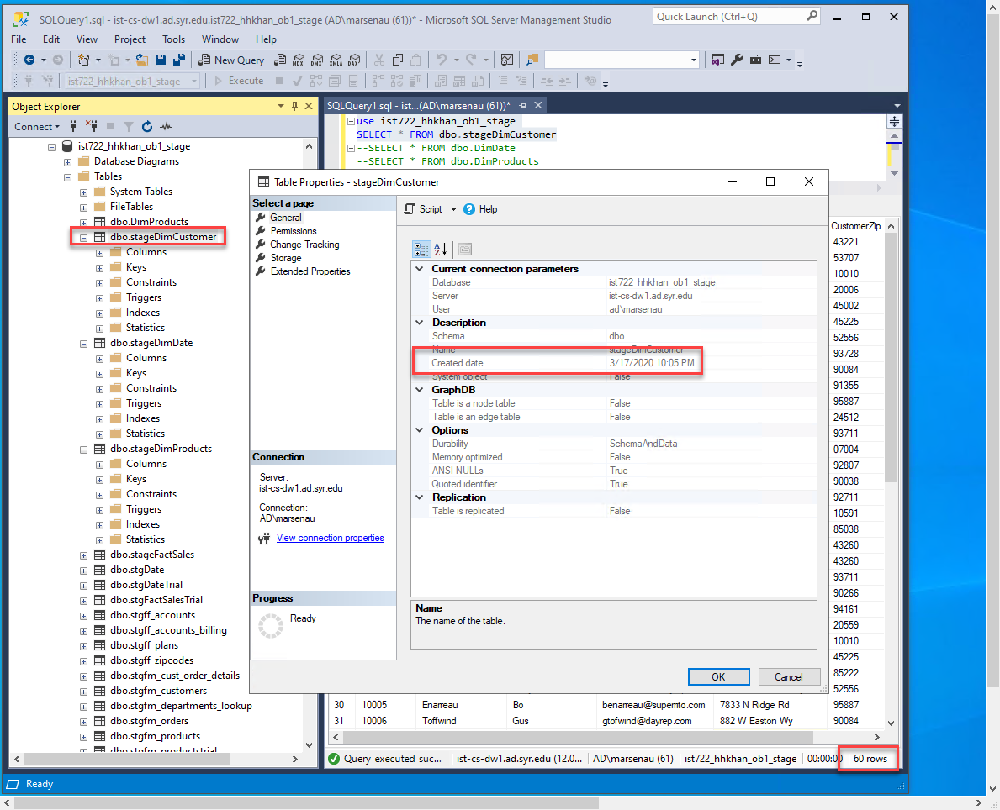 SQLQuery1.sql - ist-cs-dw1.ad.syr.edu.ist722_hhkhan_ob1_stage (AD\marsenau (61))* - Microsoft SQL Server Management Studio
Quick Launch (Ctrl+Q)
File Edit View Project Tools Window Help
New Query MDX DMX XMLA DAX
ist722_hhkhan_ob1_stage Execute
Object Explorer
SQLQuery1.sql - ist...(AD\marsenau (61))*
Connect
ist722_hhkhan_ob1_stage
Database Diagrams
Tables
System Tables
FileTables
dbo.DimProducts
dbo.stageDimCustomer
Columns
Keys
Constraints
Triggers
Indexes
Statistics
dbo.stageDimDate
Columns
Keys
Constraints
Triggers
Indexes
Statistics
dbo.stageDimProducts
Columns
Keys
Constraints
Triggers
Indexes
Statistics
dbo.stageFactSales
dbo.stgDate
dbo.stgDateTrial
dbo.stgFactSalesTrial
dbo.stgff_accounts
dbo.stgff_accounts_billing
dbo.stgff_plans
dbo.stgff_zipcodes
dbo.stgfm_cust_order_details
dbo.stgfm_customers
dbo.stgfm_departments_lookup
dbo.stgfm_orders
dbo.stgfm_products
dbo.stgfm_productstrial
use ist722_hhkhan_ob1_stage
SELECT * FROM dbo.stageDimCustomer
--SELECT * FROM dbo.DimDate
--SELECT * FROM dbo.DimProducts
Table Properties - stageDimCustomer
Select a page
General
Permissions
Change Tracking
Storage
Extended Properties
Connection
Server:
ist-cs-dw1.ad.syr.edu
Connection:
AD\marsenau
View connection properties
Progress
Ready
Script Help
Current connection parameters
Database ist722_hhkhan_ob1_stage
Server ist-cs-dw1.ad.syr.edu
User ad\marsenau
Description
Schema dbo
Name stageDimCustomer
Created date 3/17/2020 10:05 PM
System object False
GraphDB
Table is a node table False
Table is an edge table False
Options
Durability SchemaAndData
Memory optimized False
ANSI NULLs True
Quoted identifier True
Replication
Table is replicated False
Name
The name of the table.
OK Cancel
CustomerZip
43221
53707
10010
20006
45002
45225
52556
93728
90084
91355
95887
24512
93711
07004
92807
90038
92711
10591
85038
43260
43260
93711
90266
94161
20559
10010
45225
85222
52556
30 10005 Enarreau Bo benarreau@superrito.com 7833 N Ridge Rd 95887
31 10006 Toffwind Gus gtofwind@dayrep.com 882 W Easton Wy 90084
Query executed suc... ist-cs-dw1.ad.syr.edu (12.0... AD\marsenau (61) ist722_hhkhan_ob1_stage 00:00:00 60 rows
Ready